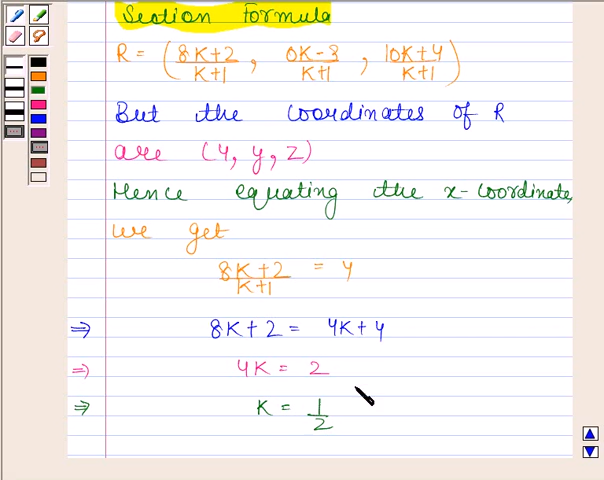 Section Formula
R = ( 8K+2/K+1 , 0K-3/K+1 , 10K+4/K+1 )
But the coordinates of R
are (4, y, z)
Hence equating the x-coordinate,
we get
8K+2/K+1 = 4
⇒ 8K+2 = 4K+4
⇒ 4K = 2
⇒ K = 1/2